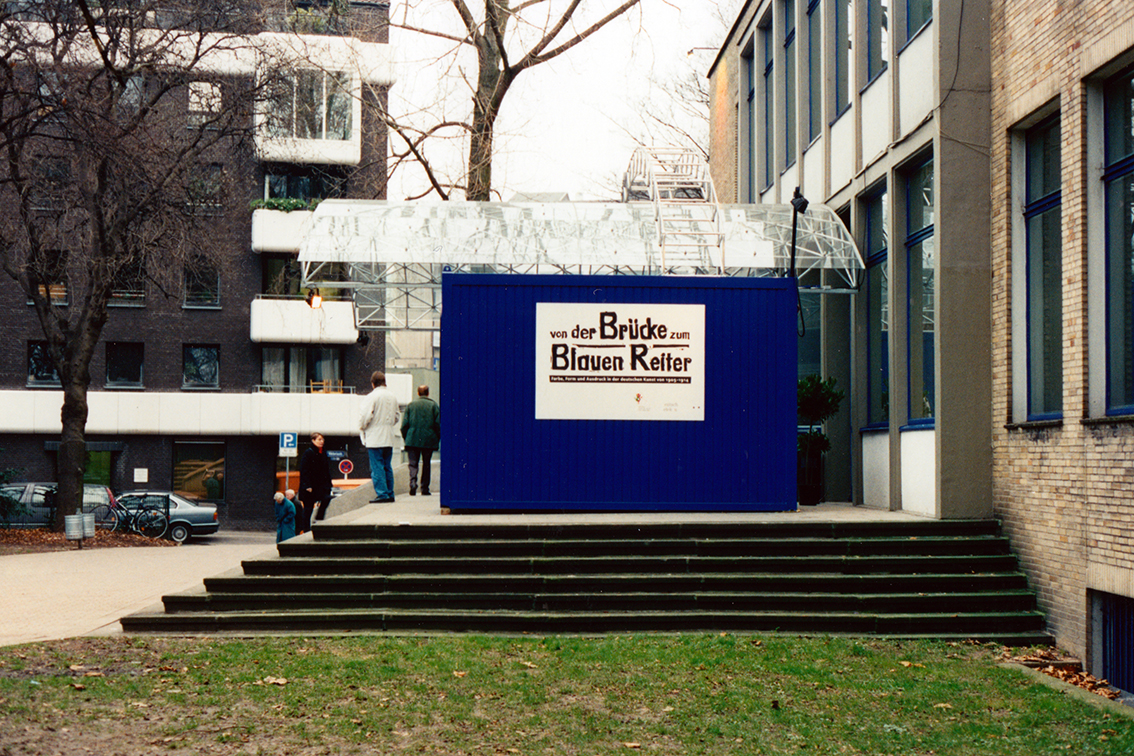 von der Brücke zum
Blauen Reiter
Farbe, Form und Ausdruck in der deutschen Kunst von 1905-1914
P